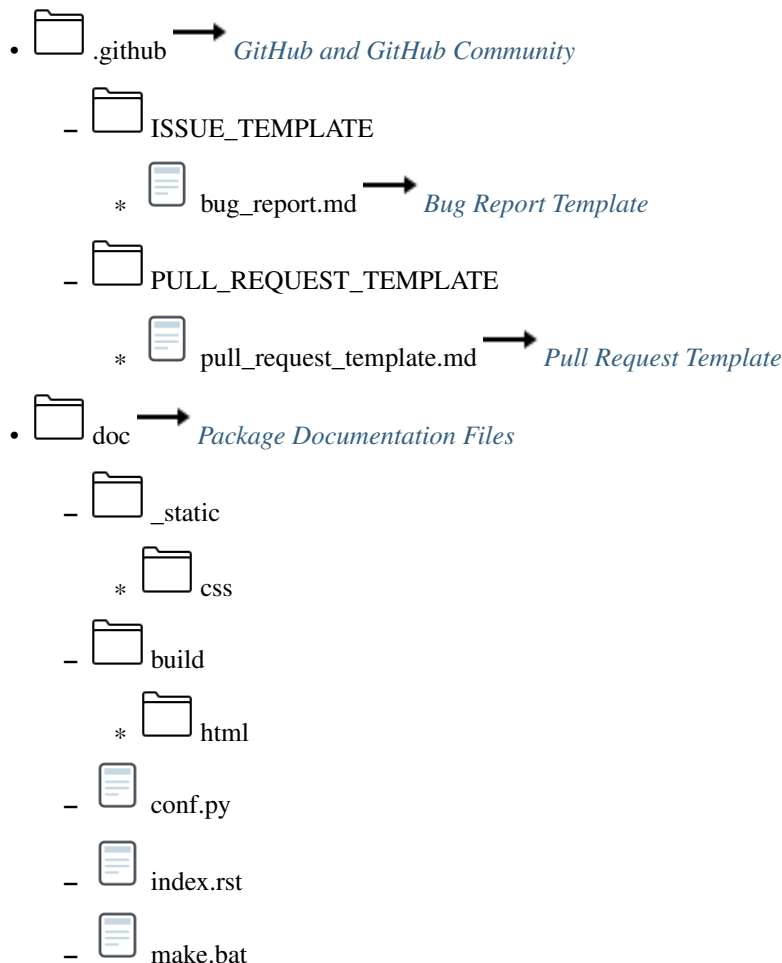 • .github GitHub and GitHub Community
– ISSUE_TEMPLATE
* bug_report.md Bug Report Template
– PULL_REQUEST_TEMPLATE
* pull_request_template.md Pull Request Template
• doc Package Documentation Files
– _static
* css
– build
* html
– conf.py
– index.rst
– make.bat